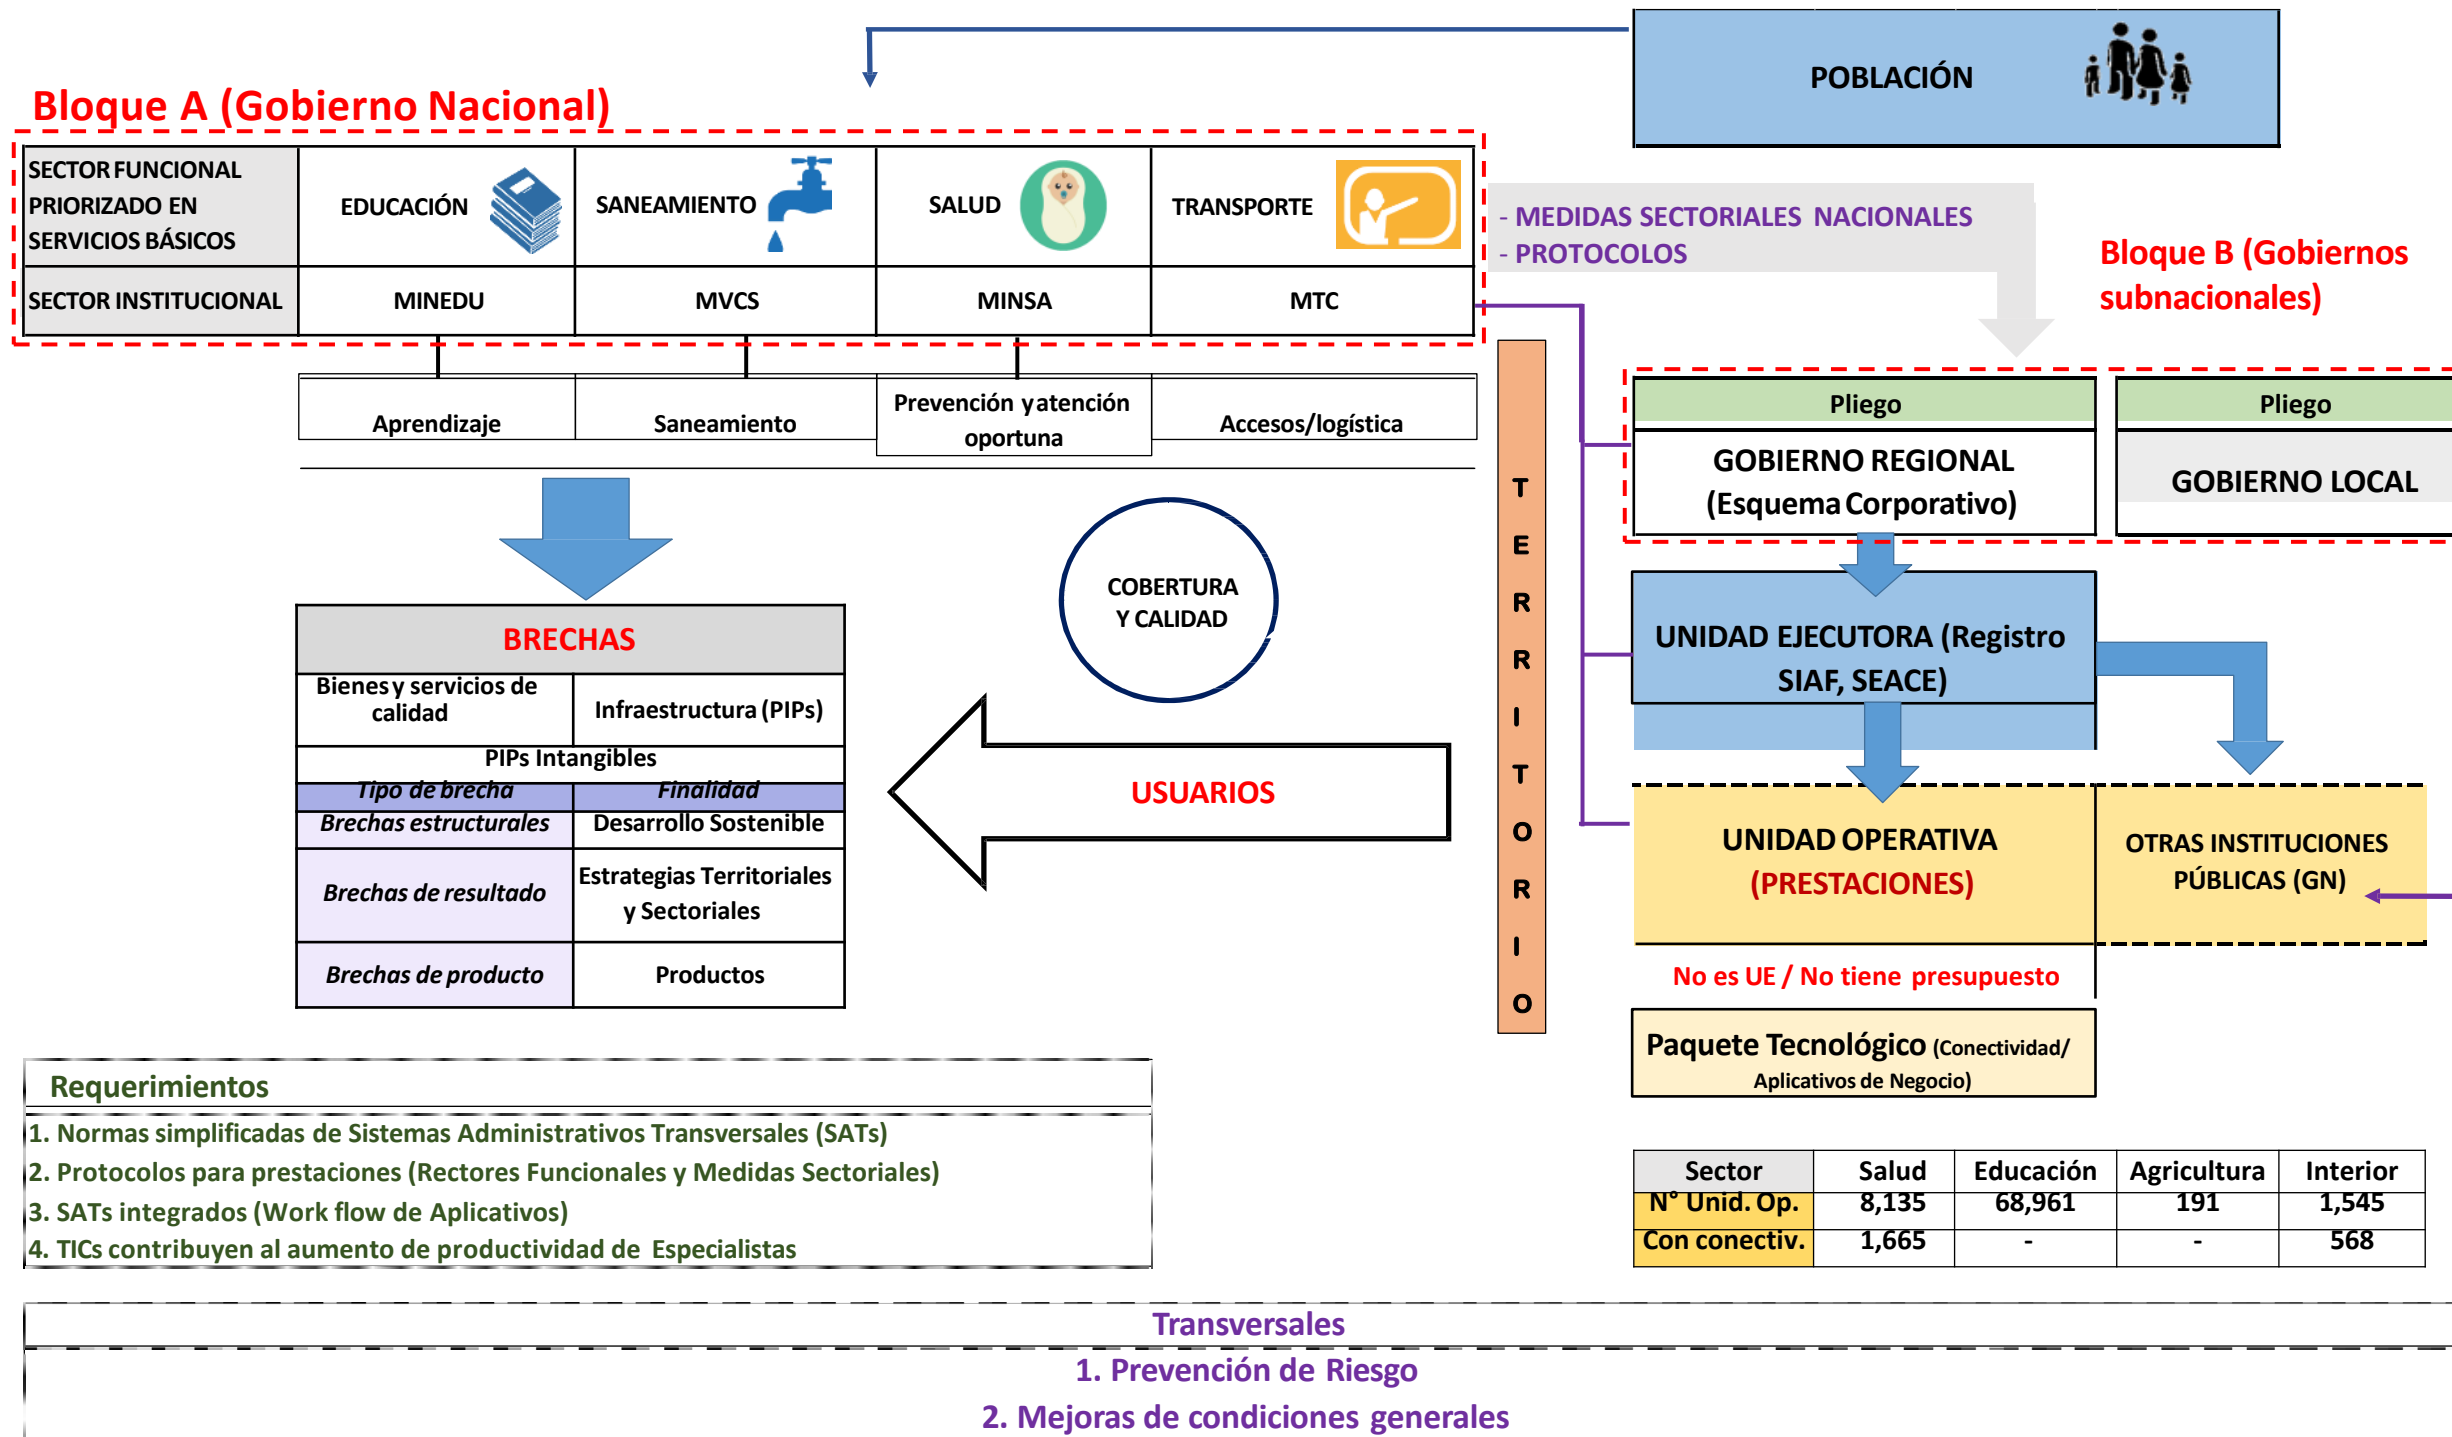 POBLACIÓN
Bloque A (Gobierno Nacional)
SECTOR FUNCIONAL
PRIORIZADO EN
SERVICIOS BÁSICOS
EDUCACIÓN
SANEAMIENTO
SALUD
TRANSPORTE
SECTOR INSTITUCIONAL
MINEDU
MVCS
MINSA
MTC
- MEDIDAS SECTORIALES NACIONALES
- PROTOCOLOS
Bloque B (Gobiernos
subnacionales)
Aprendizaje
Saneamiento
Prevención y atención
oportuna
Accesos/logística
Pliego
GOBIERNO REGIONAL
(Esquema Corporativo)
Pliego
GOBIERNO LOCAL
T
E
R
R
I
T
O
R
I
O
COBERTURA
Y CALIDAD
UNIDAD EJECUTORA (Registro
SIAF, SEACE)
BRECHAS
Bienes y servicios de
calidad
Infraestructura (PIPs)
PIPs Intangibles
Tipo de brecha
Finalidad
Brechas estructurales
Desarrollo Sostenible
Brechas de resultado
Estrategias Territoriales
y Sectoriales
Brechas de producto
Productos
USUARIOS
UNIDAD OPERATIVA
(PRESTACIONES)
OTRAS INSTITUCIONES
PÚBLICAS (GN)
No es UE / No tiene presupuesto
Paquete Tecnológico (Conectividad/
Aplicativos de Negocio)
Requerimientos
1. Normas simplificadas de Sistemas Administrativos Transversales (SATs)
2. Protocolos para prestaciones (Rectores Funcionales y Medidas Sectoriales)
3. SATs integrados (Work flow de Aplicativos)
4. TICs contribuyen al aumento de productividad de Especialistas
Sector Salud Educación Agricultura Interior
N° Unid. Op. 8,135 68,961 191 1,545
Con conectiv. 1,665 - - 568
Transversales
1. Prevención de Riesgo
2. Mejoras de condiciones generales